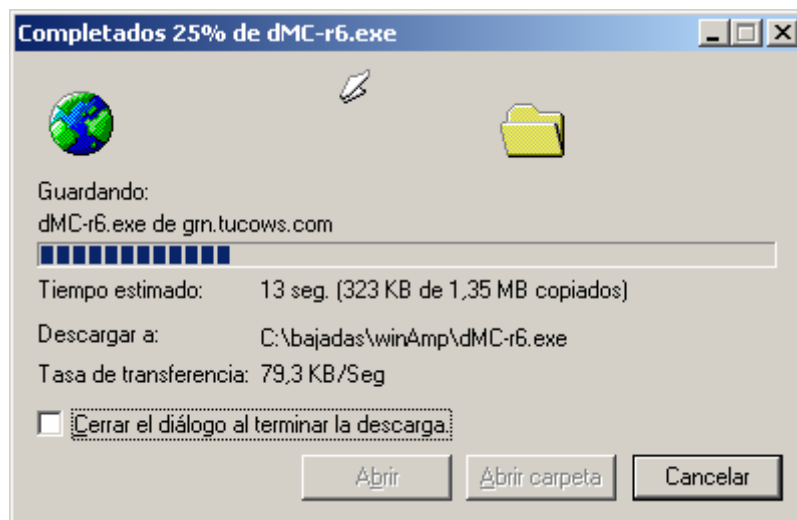 Completados 25% de dMC-r6.exe
Guardando:
dMC-r6.exe de grn.tucows.com
Tiempo estimado: 13 seg. (323 KB de 1,35 MB copiados)
Descargar a: C:\bajadas\winAmp\dMC-r6.exe
Tasa de transferencia: 79,3 KB/Seg
Cerrar el diálogo al terminar la descarga.
Abrir Abrir carpeta Cancelar